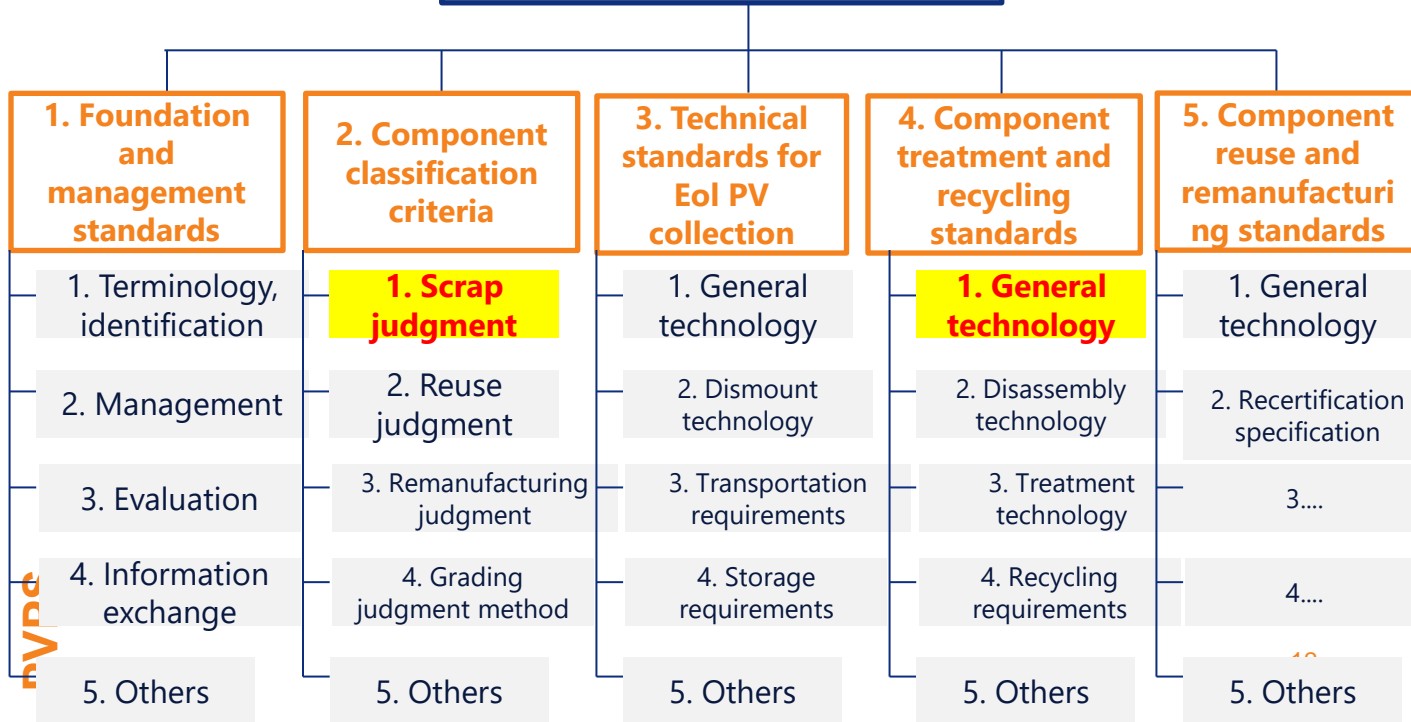 1. Foundation
and
management
standards
1. Terminology,
identification
2. Management
3. Evaluation
4. Information
exchange
5. Others
2. Component
classification
criteria
1. Scrap
judgment
2. Reuse
judgment
3. Remanufacturing
judgment
4. Grading
judgment method
5. Others
3. Technical
standards for
Eol PV
collection
1. General
technology
2. Dismount
technology
3. Transportation
requirements
4. Storage
requirements
5. Others
4. Component
treatment and
recycling
standards
1. General
technology
2. Disassembly
technology
3. Treatment
technology
4. Recycling
requirements
5. Others
5. Component
reuse and
remanufacturi
ng standards
1. General
technology
2. Recertification
specification
3....
4....
5. Others